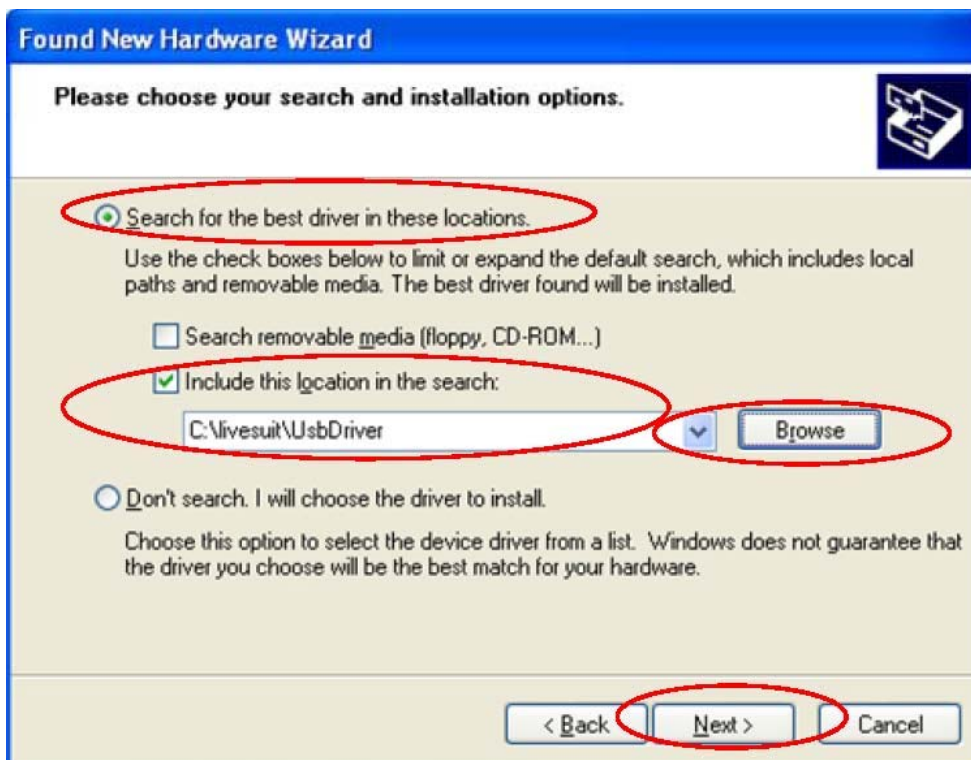 Found New Hardware Wizard
Please choose your search and installation options.
Search for the best driver in these locations.
Use the check boxes below to limit or expand the default search, which includes local
paths and removable media. The best driver found will be installed.
Search removable media (floppy, CD-ROM...)
Include this location in the search:
C:\livesuit\UsbDriver
Browse
Don't search. I will choose the driver to install.
Choose this option to select the device driver from a list. Windows does not guarantee that
the driver you choose will be the best match for your hardware.
< Back
Next >
Cancel